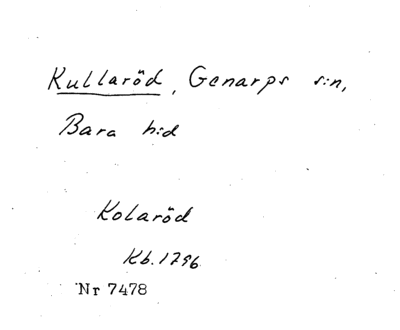 Kullaröd, Genarps s:n,
Bara h:d
Kolaröd
Kb. 1796
Nr 7478